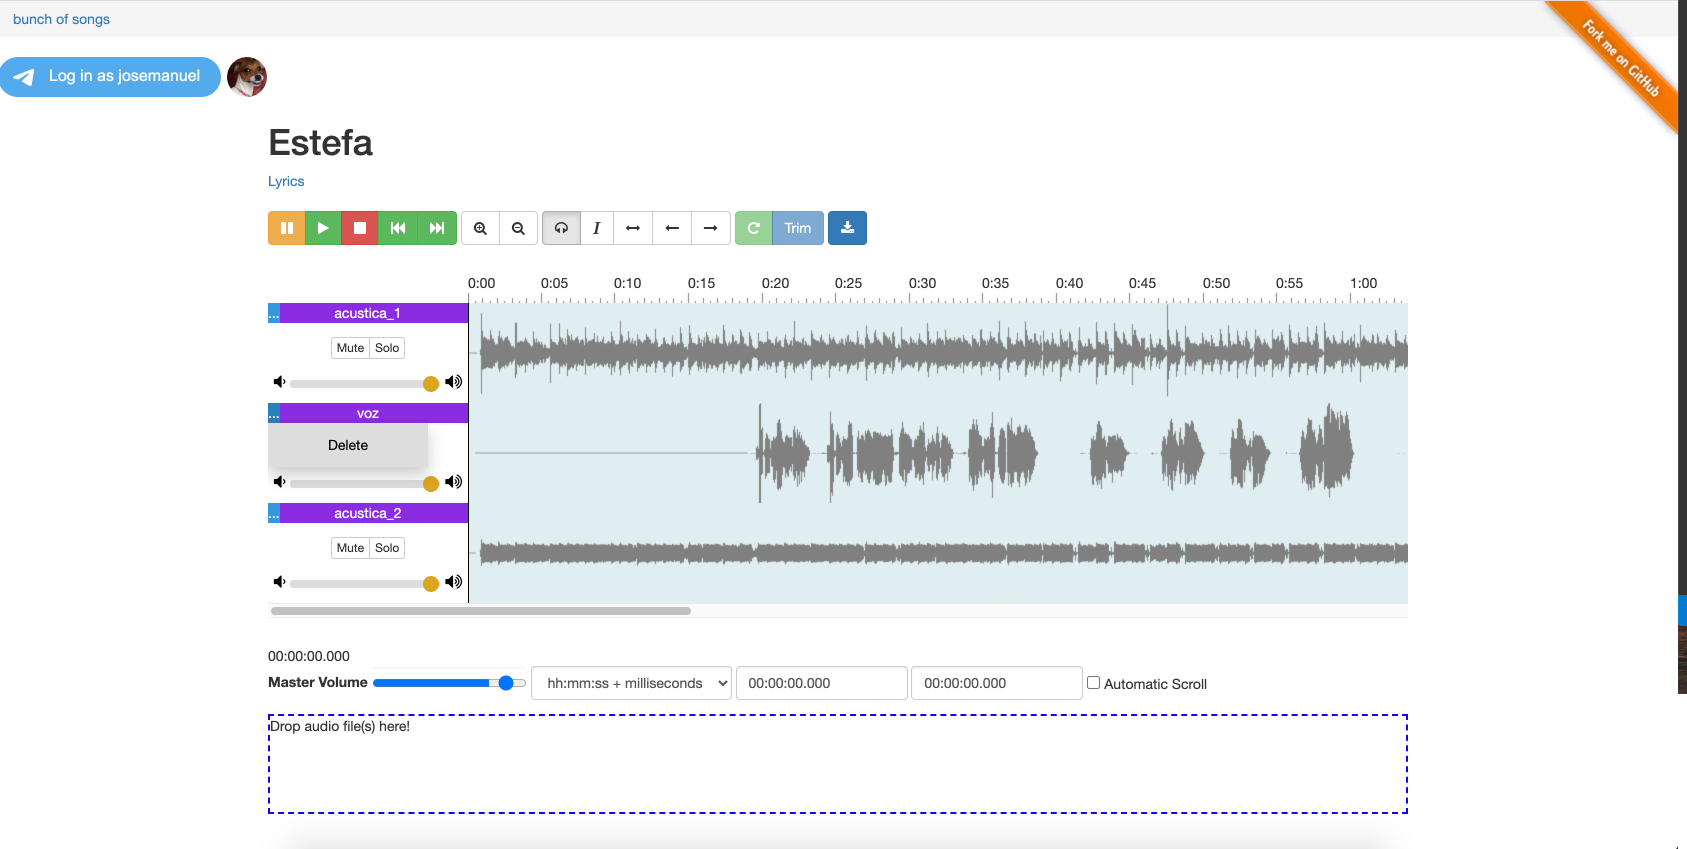 bunch of songs
Fork me on GitHub
Log in as josemanuel
Estefa
Lyrics
I
Trim
0:00 0:05 0:10 0:15 0:20 0:25 0:30 0:35 0:40 0:45 0:50 0:55 1:00
... acustica_1
Mute Solo
... voz
Delete
... acustica_2
Mute Solo
00:00:00.000
Master Volume hh:mm:ss + milliseconds 00:00:00.000 00:00:00.000 Automatic Scroll
Drop audio file(s) here!